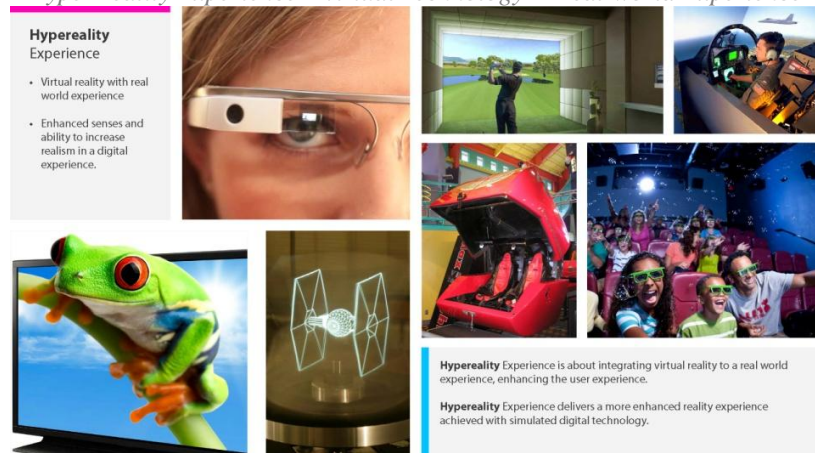 Hypereality
Experience
• Virtual reality with real
world experience
• Enhanced senses and
ability to increase
realism in a digital
experience.
Hypereality Experience is about integrating virtual reality to a real world
experience, enhancing the user experience.
Hypereality Experience delivers a more enhanced reality experience
achieved with simulated digital technology.